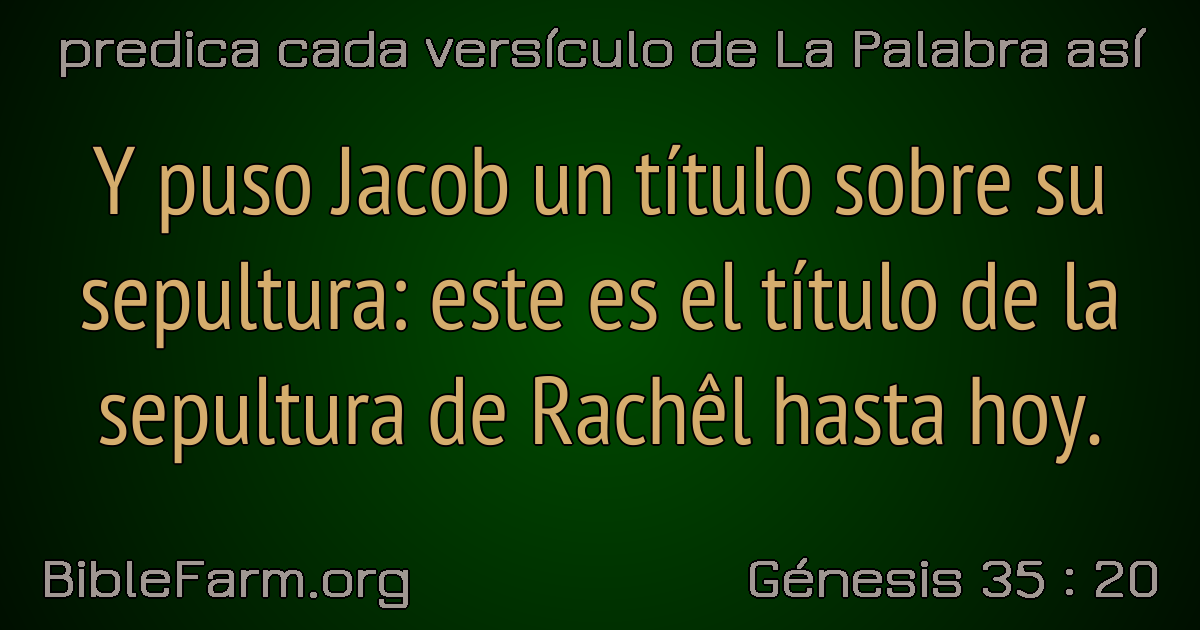 predica cada versículo de La Palabra así
Y puso Jacob un título sobre su
sepultura: este es el título de la
sepultura de Rachêl hasta hoy.
BibleFarm.org
Génesis 35 : 20